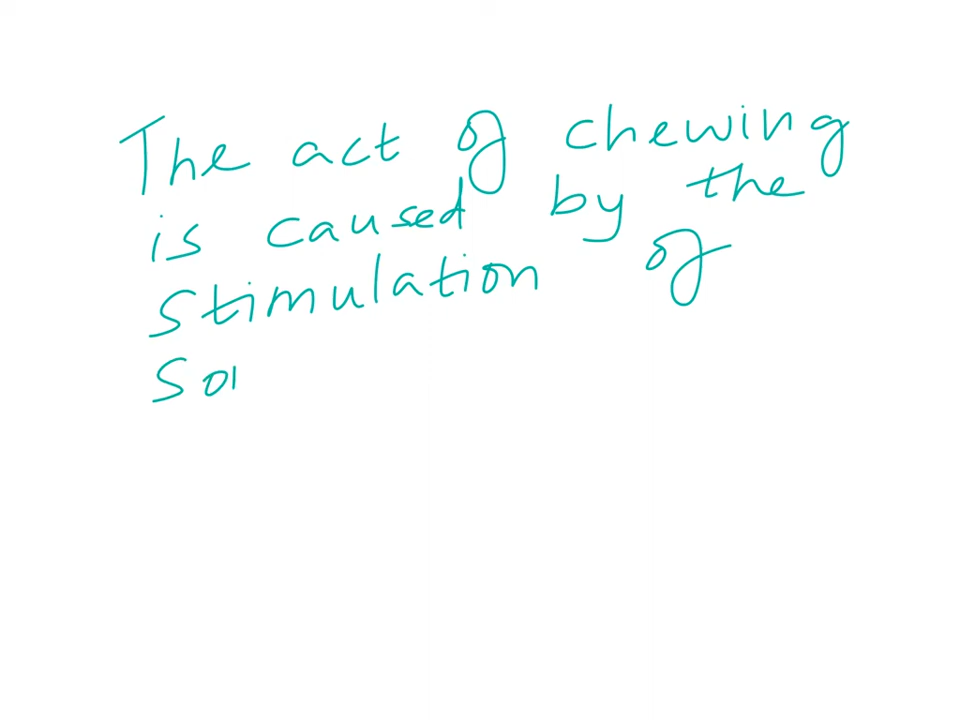 The act of chewing
is caused by the
stimulation of